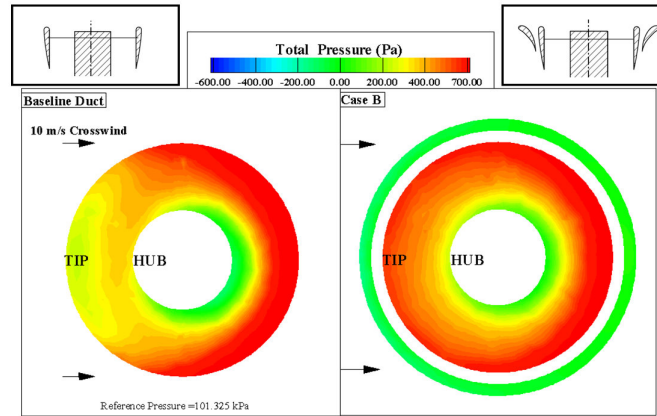 Total Pressure (Pa)
-600.00 -400.00 -200.00 0.00 200.00 400.00 700.00
Baseline Duct
Case B
10 m/s Crosswind
TIP HUB
TIP HUB
Reference Pressure =101.325 kPa